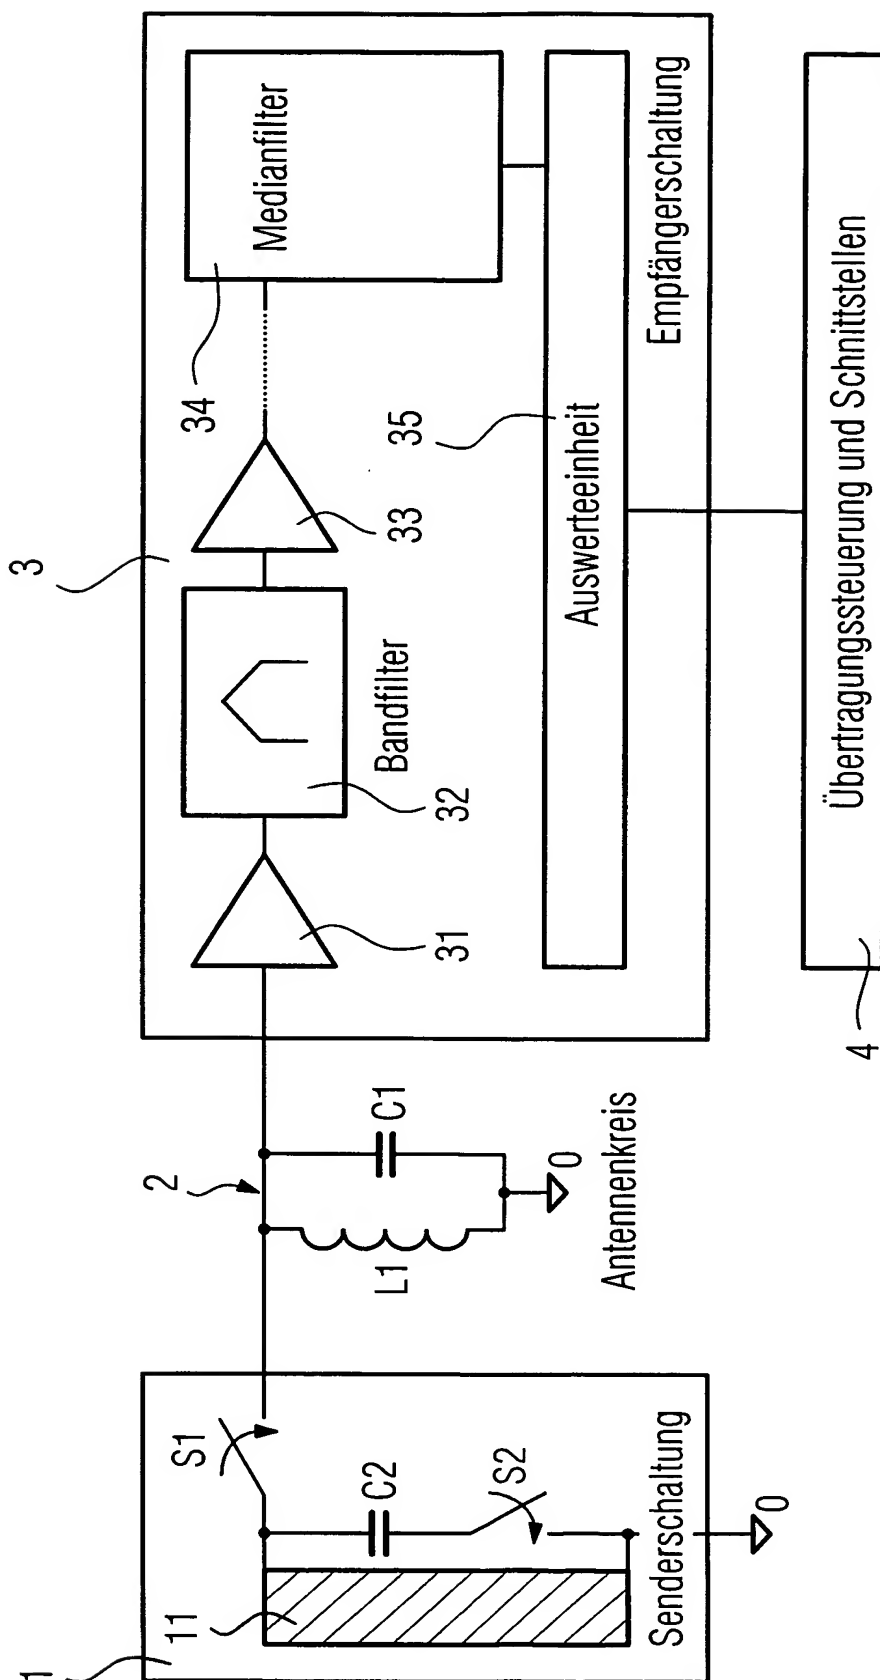 1
11
S1
C2
S2
Senderschaltung
0
2
L1
C1
0
Antennenkreis
3
31
32
Bandfilter
33
34
Medianfilter
35
Auswerteeinheit
Empfängerschaltung
4
Übertragungssteuerung und Schnittstellen